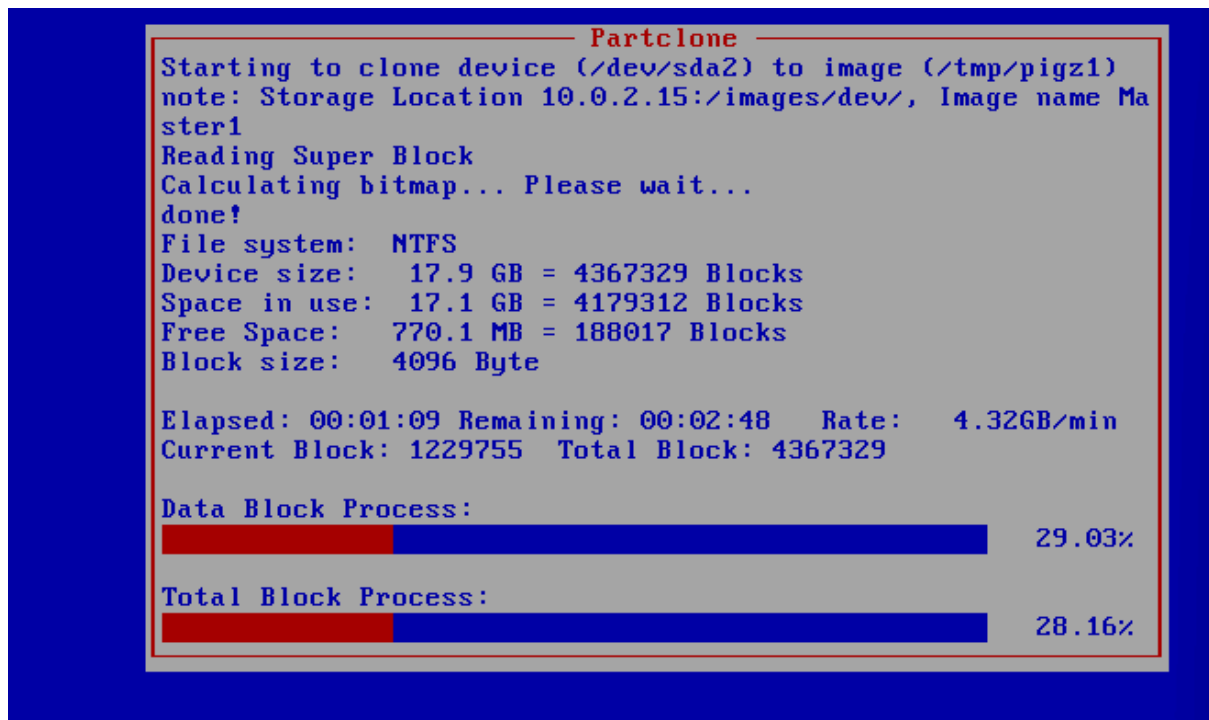 Partclone
Starting to clone device (/dev/sda2) to image (/tmp/pigz1)
note: Storage Location 10.0.2.15:/images/dev/, Image name Ma
ster1
Reading Super Block
Calculating bitmap... Please wait...
done!
File system:  NTFS
Device size:   17.9 GB = 4367329 Blocks
Space in use:  17.1 GB = 4179312 Blocks
Free Space:   770.1 MB = 188017 Blocks
Block size:   4096 Byte
Elapsed: 00:01:09 Remaining: 00:02:48   Rate:   4.32GB/min
Current Block: 1229755  Total Block: 4367329
Data Block Process:
29.03%
Total Block Process:
28.16%